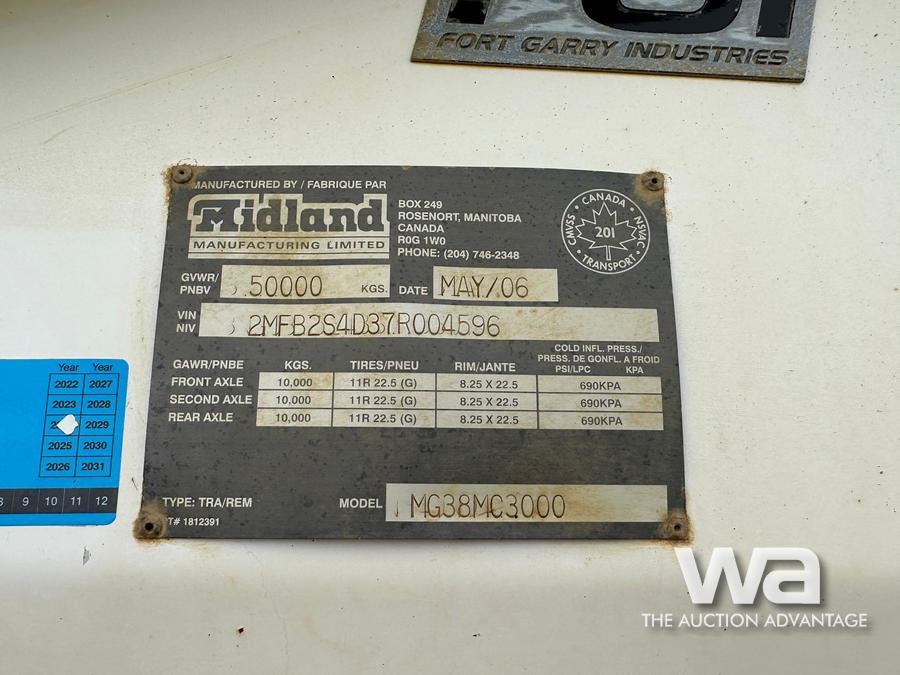 FORT GARRY INDUSTRIES
MANUFACTURED BY / FABRIQUE PAR
Midland
MANUFACTURING LIMITED
BOX 249
ROSENORT, MANITOBA
CANADA
R0G 1W0
PHONE: (204) 746-2348
CANADA
CMVSS • NSVAC
201
TRANSPORT
GVWR/
PNBV 50000 KGS. DATE MAY/06
VIN
NIV 2MFB2S4D37R004596
GAWR/PNBE KGS. TIRES/PNEU RIM/JANTE COLD INFL. PRESS./
PRESS. DE GONFL. A FROID
PSI/LPC KPA
FRONT AXLE 10,000 11R 22.5 (G) 8.25 X 22.5 690KPA
SECOND AXLE 10,000 11R 22.5 (G) 8.25 X 22.5 690KPA
REAR AXLE 10,000 11R 22.5 (G) 8.25 X 22.5 690KPA
TYPE: TRA/REM MODEL MG38MC3000
T# 1812391
Year Year
2022 2027
2023 2028
2029
2025 2030
2026 2031
8 9 10 11 12
wa
THE AUCTION ADVANTAGE